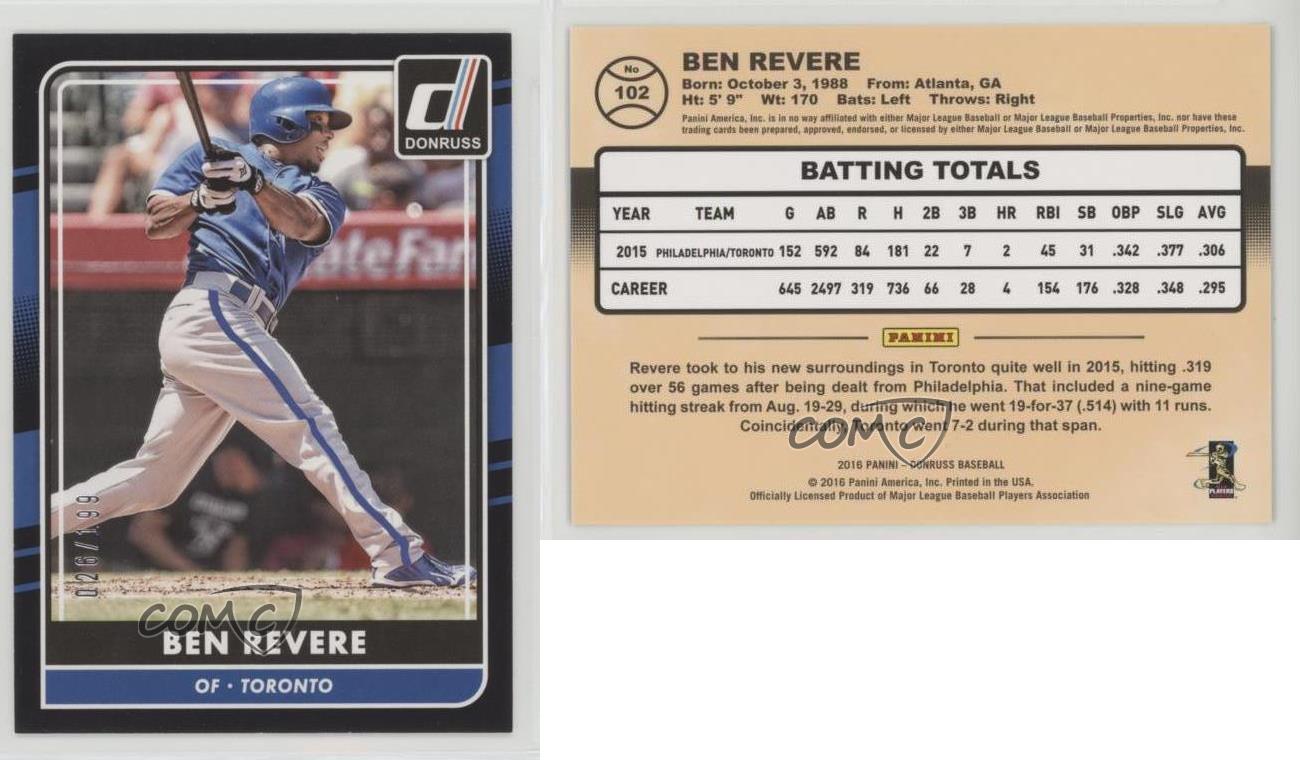 DONRUSS
ateFar
026/199
COMC
BEN REVERE
OF · TORONTO
No
102
BEN REVERE
Born: October 3, 1988 From: Atlanta, GA
Ht: 5' 9" Wt: 170 Bats: Left Throws: Right
Panini America, Inc. is in no way affiliated with either Major League Baseball or Major League Baseball Properties, Inc. nor have these
trading cards been prepared, approved, endorsed, or licensed by either Major League Baseball or Major League Baseball Properties, Inc.
BATTING TOTALS
YEAR TEAM G AB R H 2B 3B HR RBI SB OBP SLG AVG
2015 PHILADELPHIA/TORONTO 152 592 84 181 22 7 2 45 31 .342 .377 .306
CAREER 645 2497 319 736 66 28 4 154 176 .328 .348 .295
PANINI
Revere took to his new surroundings in Toronto quite well in 2015, hitting .319
over 56 games after being dealt from Philadelphia. That included a nine-game
hitting streak from Aug. 19-29, during which he went 19-for-37 (.514) with 11 runs.
Coincidentally, Toronto went 7-2 during that span.
COMC
2016 PANINI – DONRUSS BASEBALL
© 2016 Panini America, Inc. Printed in the USA.
Officially Licensed Product of Major League Baseball Players Association
PLAYERS